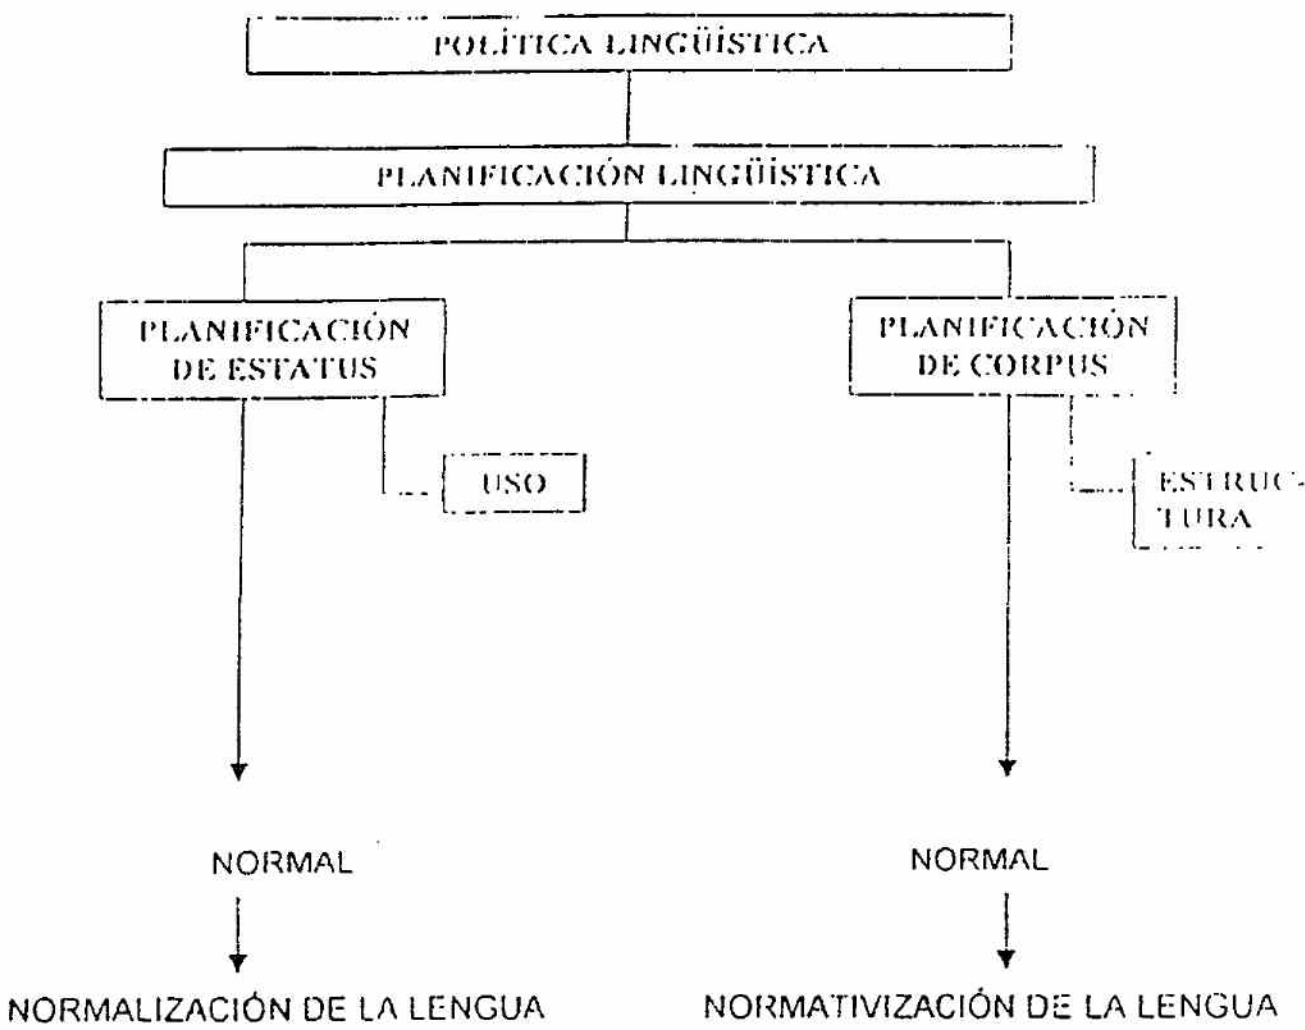 POLÍTICA LINGÜÍSTICA
PLANIFICACIÓN LINGÜÍSTICA
PLANIFICACIÓN
DE ESTATUS
PLANIFICACIÓN
DE CORPUS
USO
ESTRUC-
TURA
NORMAL
NORMAL
NORMALIZACIÓN DE LA LENGUA
NORMATIVIZACIÓN DE LA LENGUA